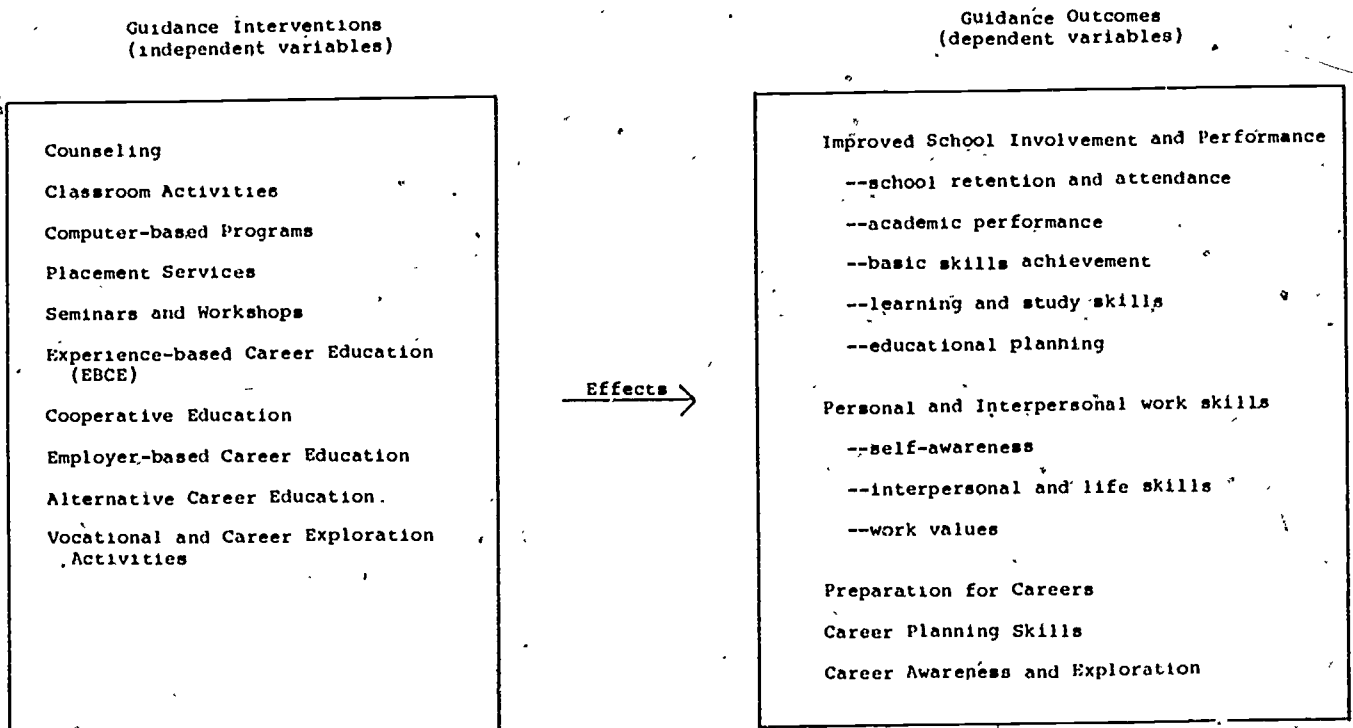 Guidance Interventions
(independent variables)
Counseling
Classroom Activities
Computer-based Programs
Placement Services
Seminars and Workshops
Experience-based Career Education
(EBCE)
Cooperative Education
Employer-based Career Education
Alternative Career Education.
Vocational and Career Exploration
Activities
Effects
Guidance Outcomes
(dependent variables)
Improved School Involvement and Performance
--school retention and attendance
--academic performance
--basic skills achievement
--learning and study skills
--educational planning
Personal and Interpersonal work skills
--self-awareness
--interpersonal and life skills
--work values
Preparation for Careers
Career Planning Skills
Career Awareness and Exploration